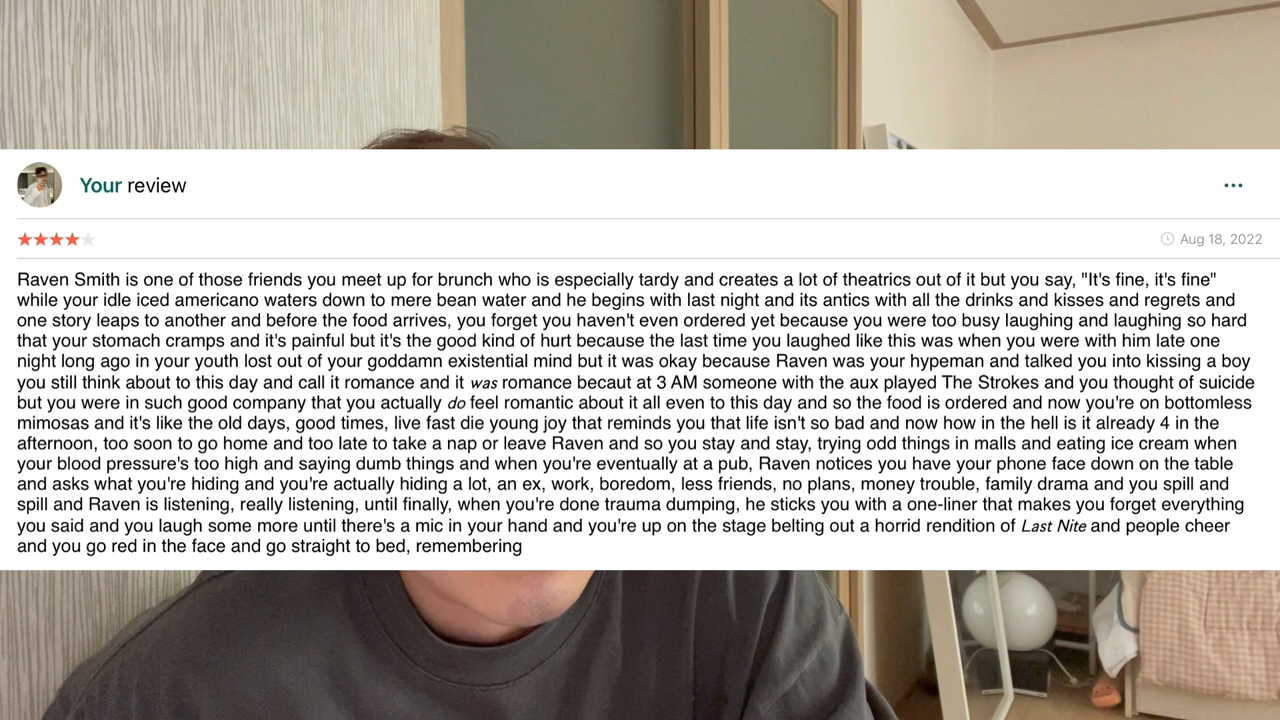 Your review
Aug 18, 2022
Raven Smith is one of those friends you meet up for brunch who is especially tardy and creates a lot of theatrics out of it but you say, "It's fine, it's fine"
while your idle iced americano waters down to mere bean water and he begins with last night and its antics with all the drinks and kisses and regrets and
one story leaps to another and before the food arrives, you forget you haven't even ordered yet because you were too busy laughing and laughing so hard
that your stomach cramps and it's painful but it's the good kind of hurt because the last time you laughed like this was when you were with him late one
night long ago in your youth lost out of your goddamn existential mind but it was okay because Raven was your hypeman and talked you into kissing a boy
you still think about to this day and call it romance and it was romance becaut at 3 AM someone with the aux played The Strokes and you thought of suicide
but you were in such good company that you actually do feel romantic about it all even to this day and so the food is ordered and now you're on bottomless
mimosas and it's like the old days, good times, live fast die young joy that reminds you that life isn't so bad and now how in the hell is it already 4 in the
afternoon, too soon to go home and too late to take a nap or leave Raven and so you stay and stay, trying odd things in malls and eating ice cream when
your blood pressure's too high and saying dumb things and when you're eventually at a pub, Raven notices you have your phone face down on the table
and asks what you're hiding and you're actually hiding a lot, an ex, work, boredom, less friends, no plans, money trouble, family drama and you spill and
spill and Raven is listening, really listening, until finally, when you're done trauma dumping, he sticks you with a one-liner that makes you forget everything
you said and you laugh some more until there's a mic in your hand and you're up on the stage belting out a horrid rendition of Last Nite and people cheer
and you go red in the face and go straight to bed, remembering